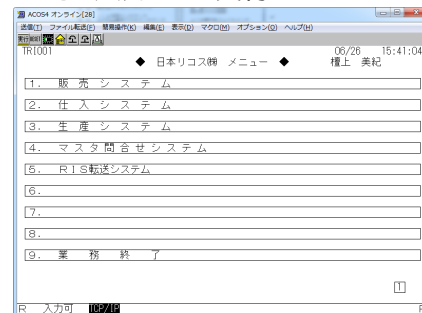 ACOS4 オンライン[28]
送信(T) ファイル転送(F) 簡易操作(K) 編集(E) 表示(D) マクロ(M) オプション(O) ヘルプ(H)
TRI001 06/26 15:41:04
◆ 日本リコス㈱ メニュー ◆ 檀上 美紀
1. 販 売 シ ス テ ム
2. 仕 入 シ ス テ ム
3. 生 産 シ ス テ ム
4. マ ス タ 問 合 せ シ ス テ ム
5. RIS転送システム
6.
7.
8.
9. 業 務 終 了
1
R 入力可 TCP/IP